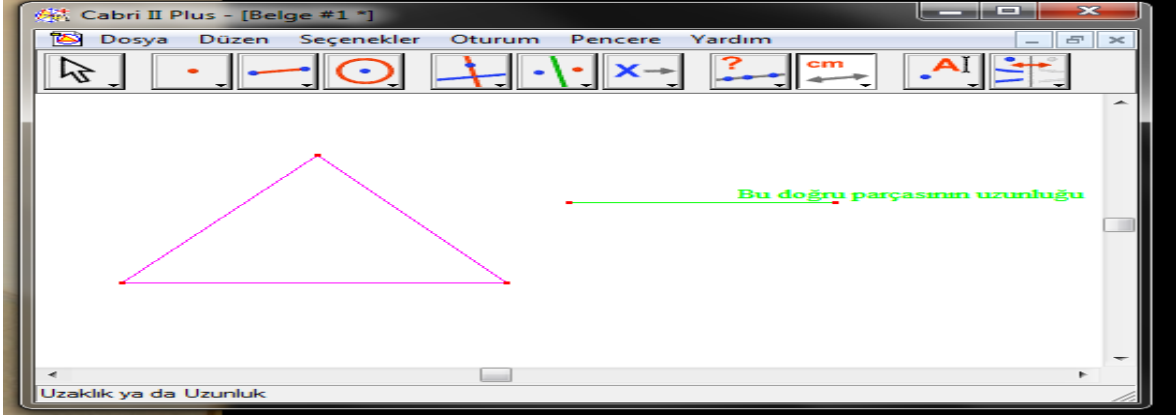 Cabri II Plus - [Belge #1 *]
Dosya Düzen Seçenekler Oturum Pencere Yardım
? cm A
Bu doğru parçasının uzunluğu
Uzaklık ya da Uzunluk